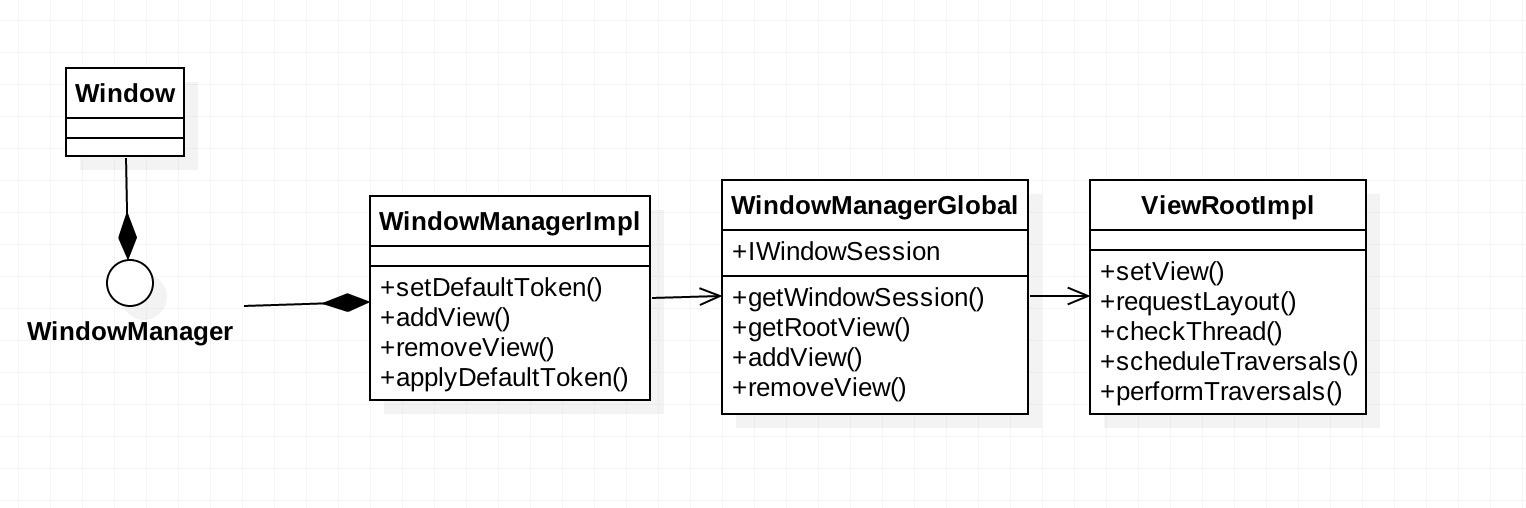 Window
WindowManager
WindowManagerImpl
+setDefaultToken()
+addView()
+removeView()
+applyDefaultToken()
WindowManagerGlobal
+IWindowSession
+getWindowSession()
+getRootView()
+addView()
+removeView()
ViewRootImpl
+setView()
+requestLayout()
+checkThread()
+scheduleTraversals()
+performTraversals()